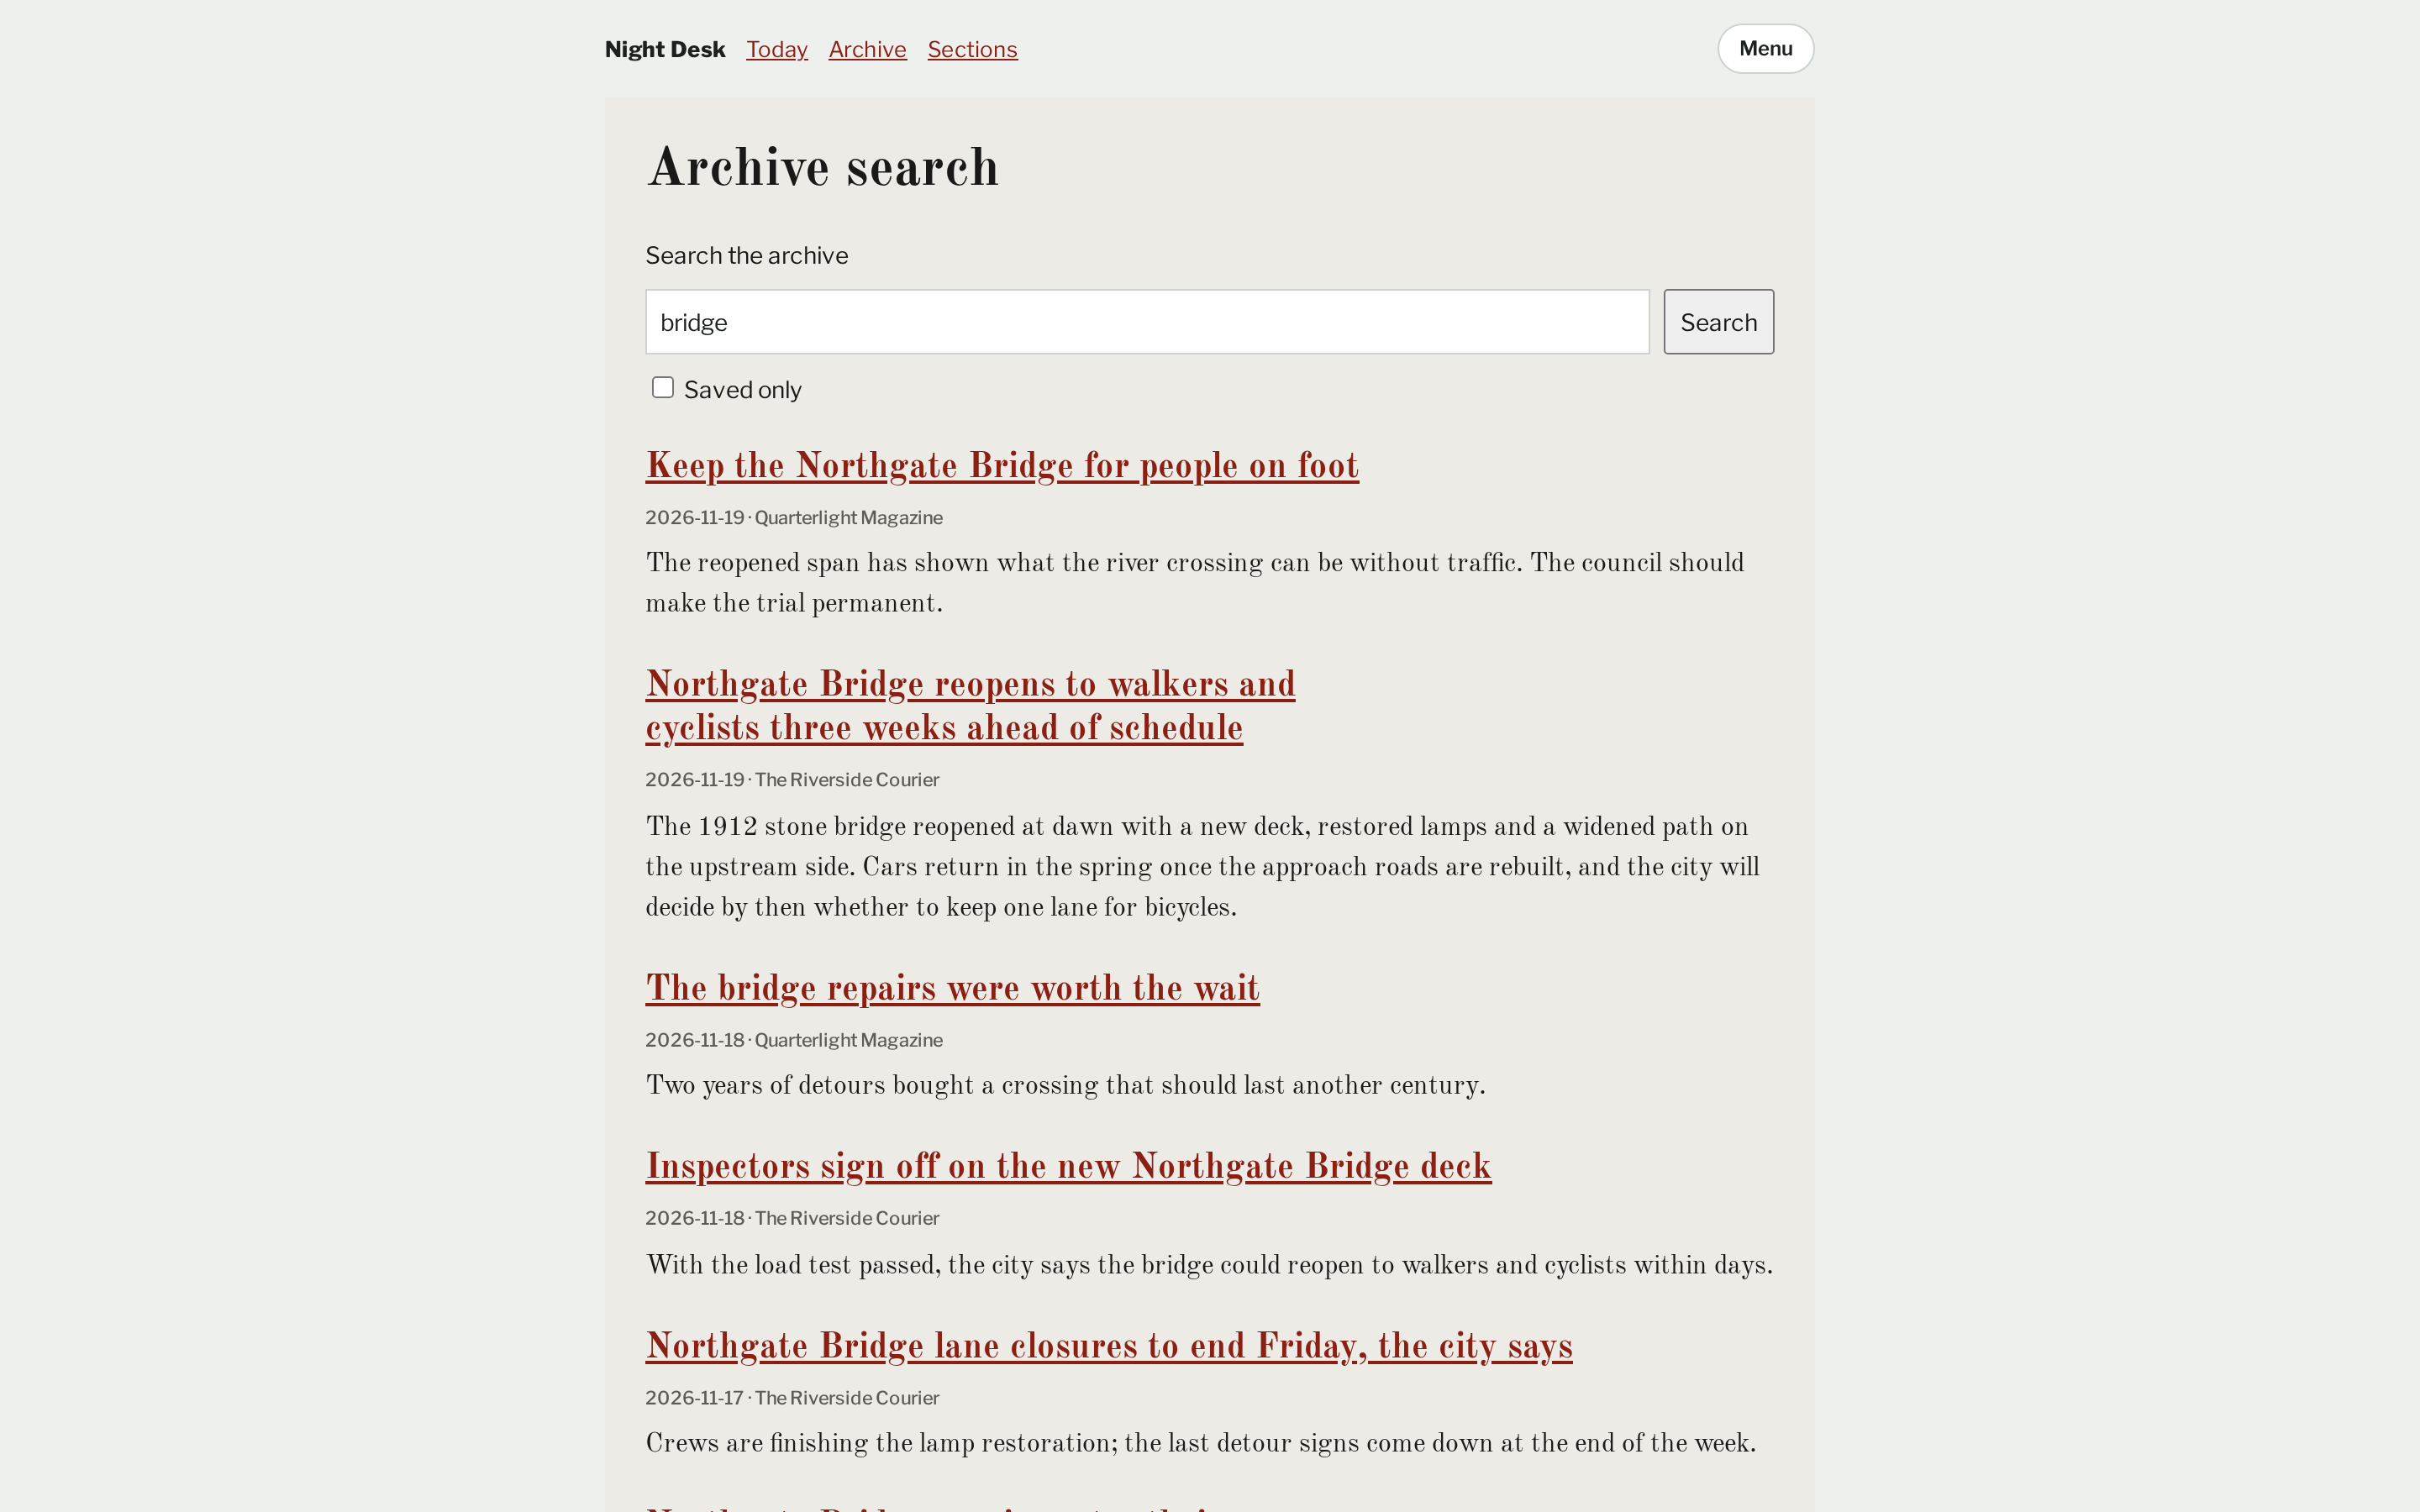 Night Desk Today Archive Sections Menu
Archive search
Search the archive
bridge Search
Saved only
Keep the Northgate Bridge for people on foot
2026-11-19 · Quarterlight Magazine
The reopened span has shown what the river crossing can be without traffic. The council should
make the trial permanent.
Northgate Bridge reopens to walkers and
cyclists three weeks ahead of schedule
2026-11-19 · The Riverside Courier
The 1912 stone bridge reopened at dawn with a new deck, restored lamps and a widened path on
the upstream side. Cars return in the spring once the approach roads are rebuilt, and the city will
decide by then whether to keep one lane for bicycles.
The bridge repairs were worth the wait
2026-11-18 · Quarterlight Magazine
Two years of detours bought a crossing that should last another century.
Inspectors sign off on the new Northgate Bridge deck
2026-11-18 · The Riverside Courier
With the load test passed, the city says the bridge could reopen to walkers and cyclists within days.
Northgate Bridge lane closures to end Friday, the city says
2026-11-17 · The Riverside Courier
Crews are finishing the lamp restoration; the last detour signs come down at the end of the week.